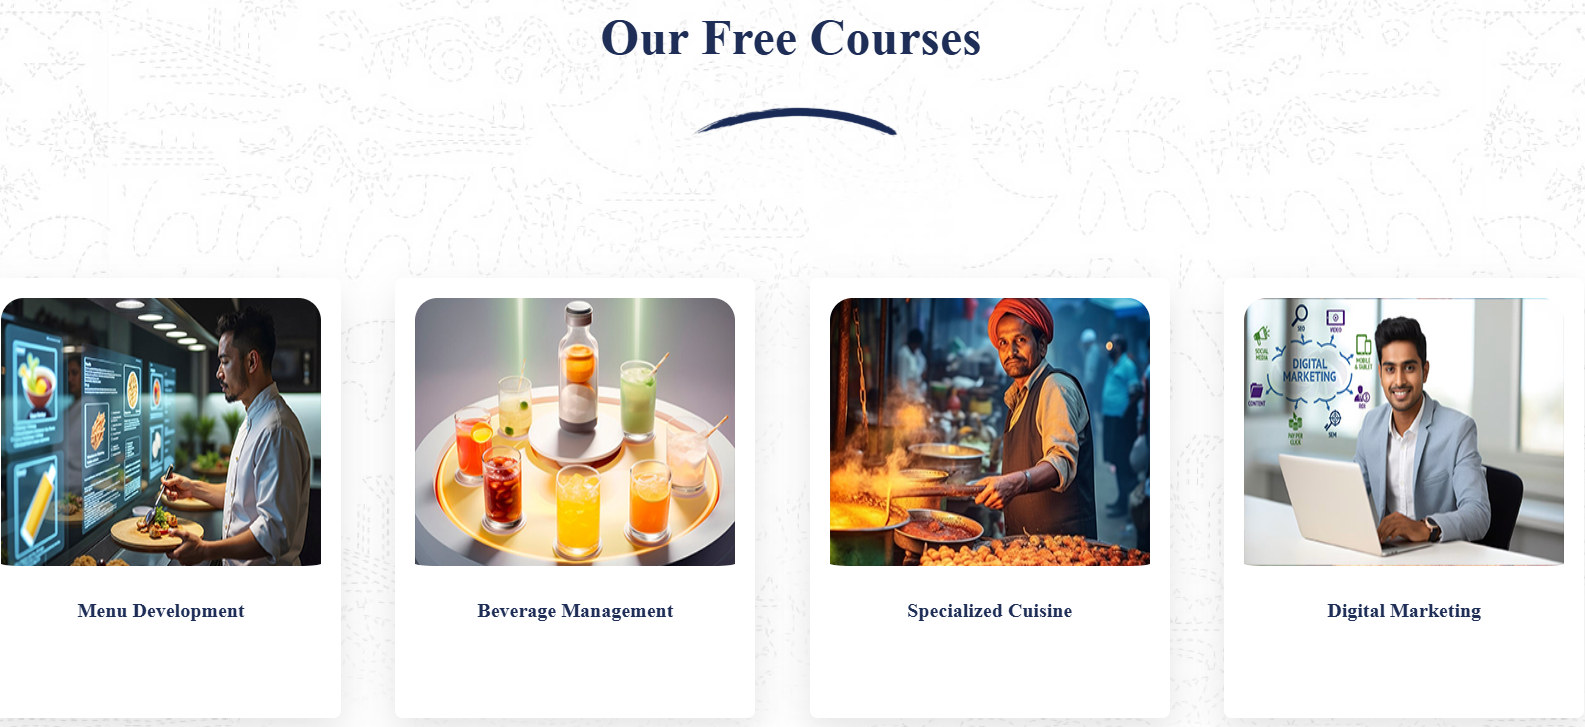 Our Free Courses
SEO
VIDEO
SOCIAL MEDIA
MOBILE & TABLET
DIGITAL
MARKETING
CONTENT
PAY PER CLICK
SEM
Menu Development
Beverage Management
Specialized Cuisine
Digital Marketing